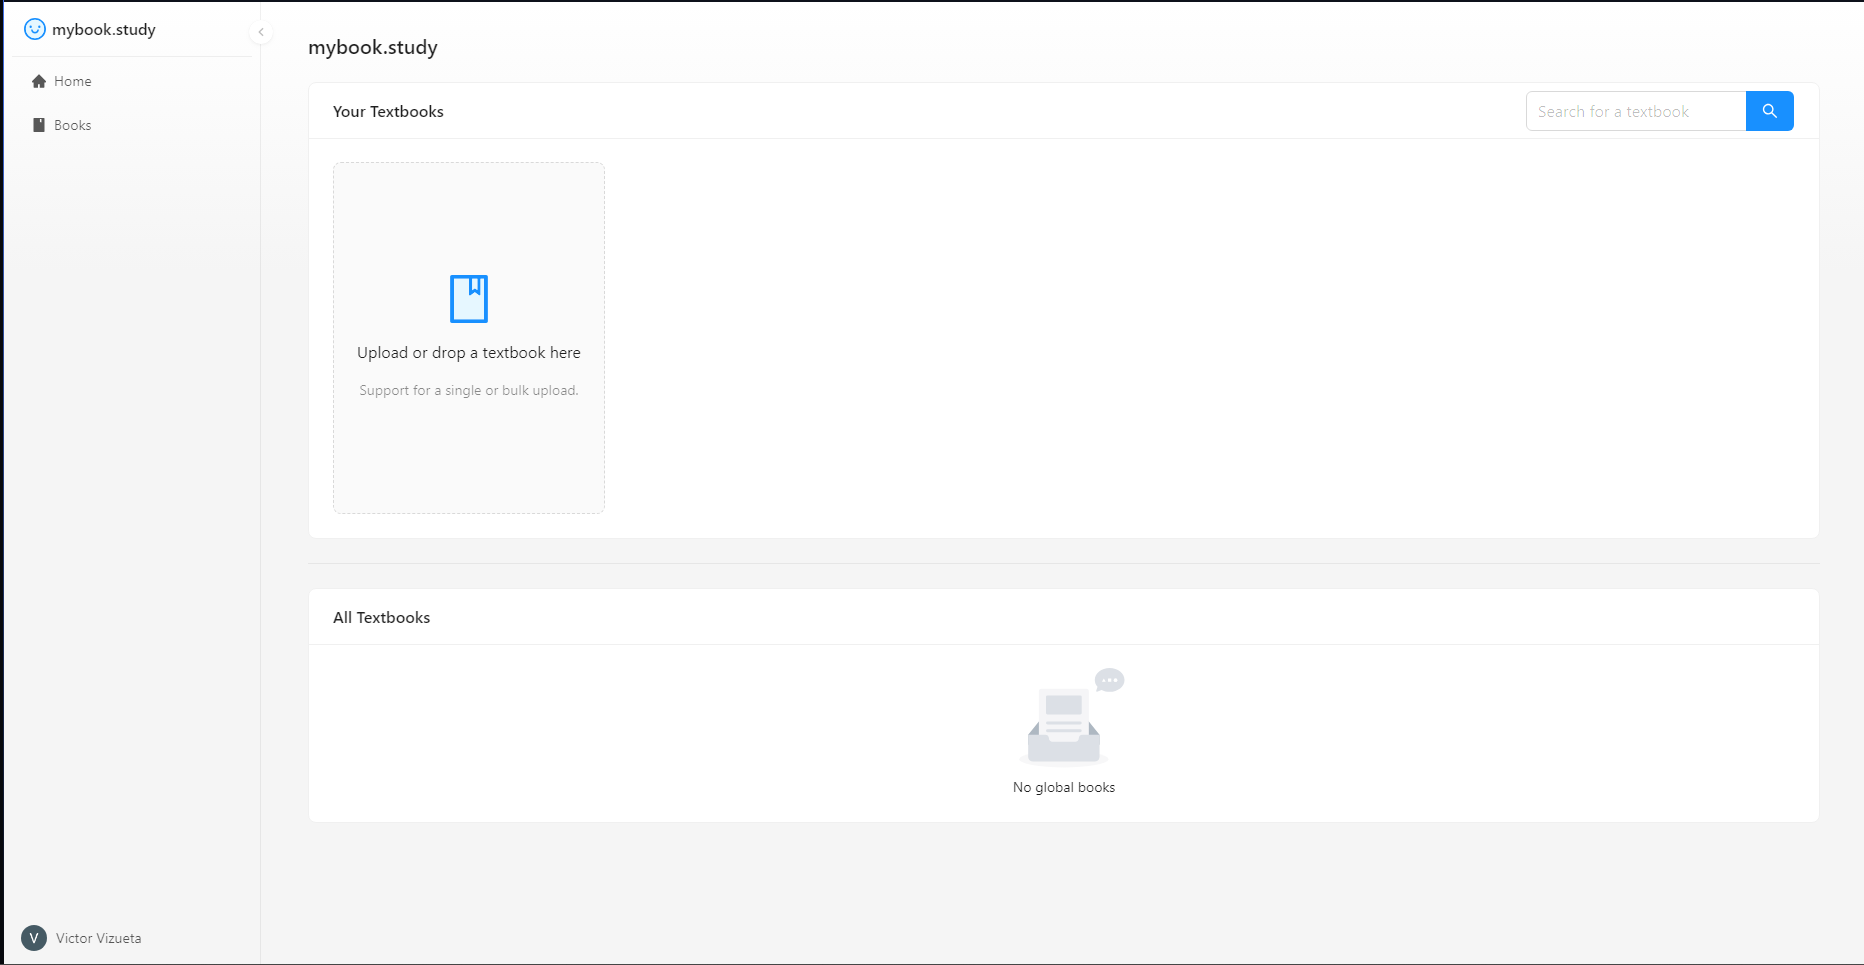 mybook.study
Home
Books
mybook.study
Your Textbooks
Search for a textbook
Upload or drop a textbook here
Support for a single or bulk upload.
All Textbooks
No global books
V
Victor Vizueta